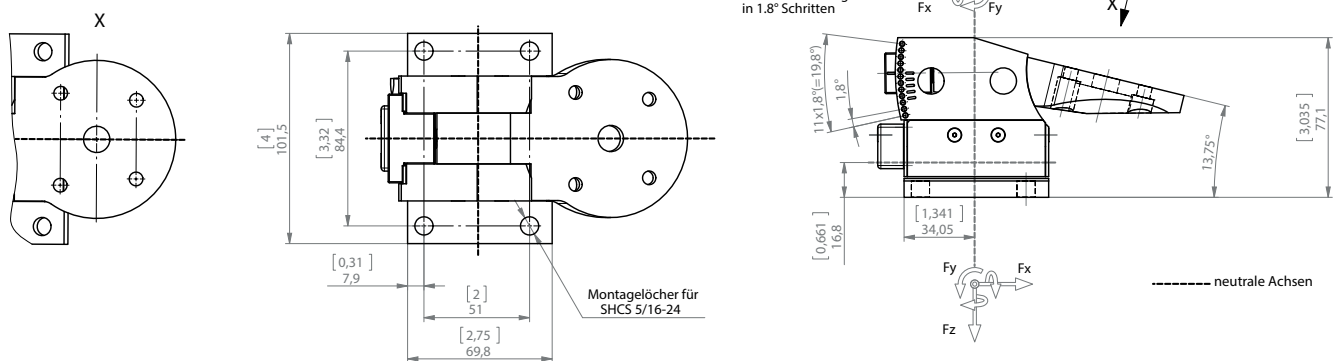 X
in 1.8° Schritten
Fx
Fy
X
[4]
101,5
[3,32]
84,4
[0,31]
7,9
[2]
51
[2,75]
69,8
Montagelöcher für
SHCS 5/16-24
11x1,8°(=19,8°)
1,8°
13,75°
[3,035]
77,1
[0,661]
16,8
[1,341]
34,05
Fy
Fx
Fz
neutrale Achsen